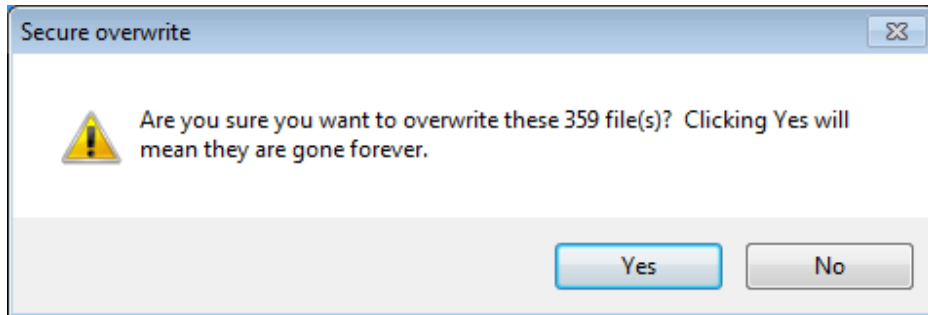 Secure overwrite
Are you sure you want to overwrite these 359 file(s)?  Clicking Yes will
mean they are gone forever.
Yes
No